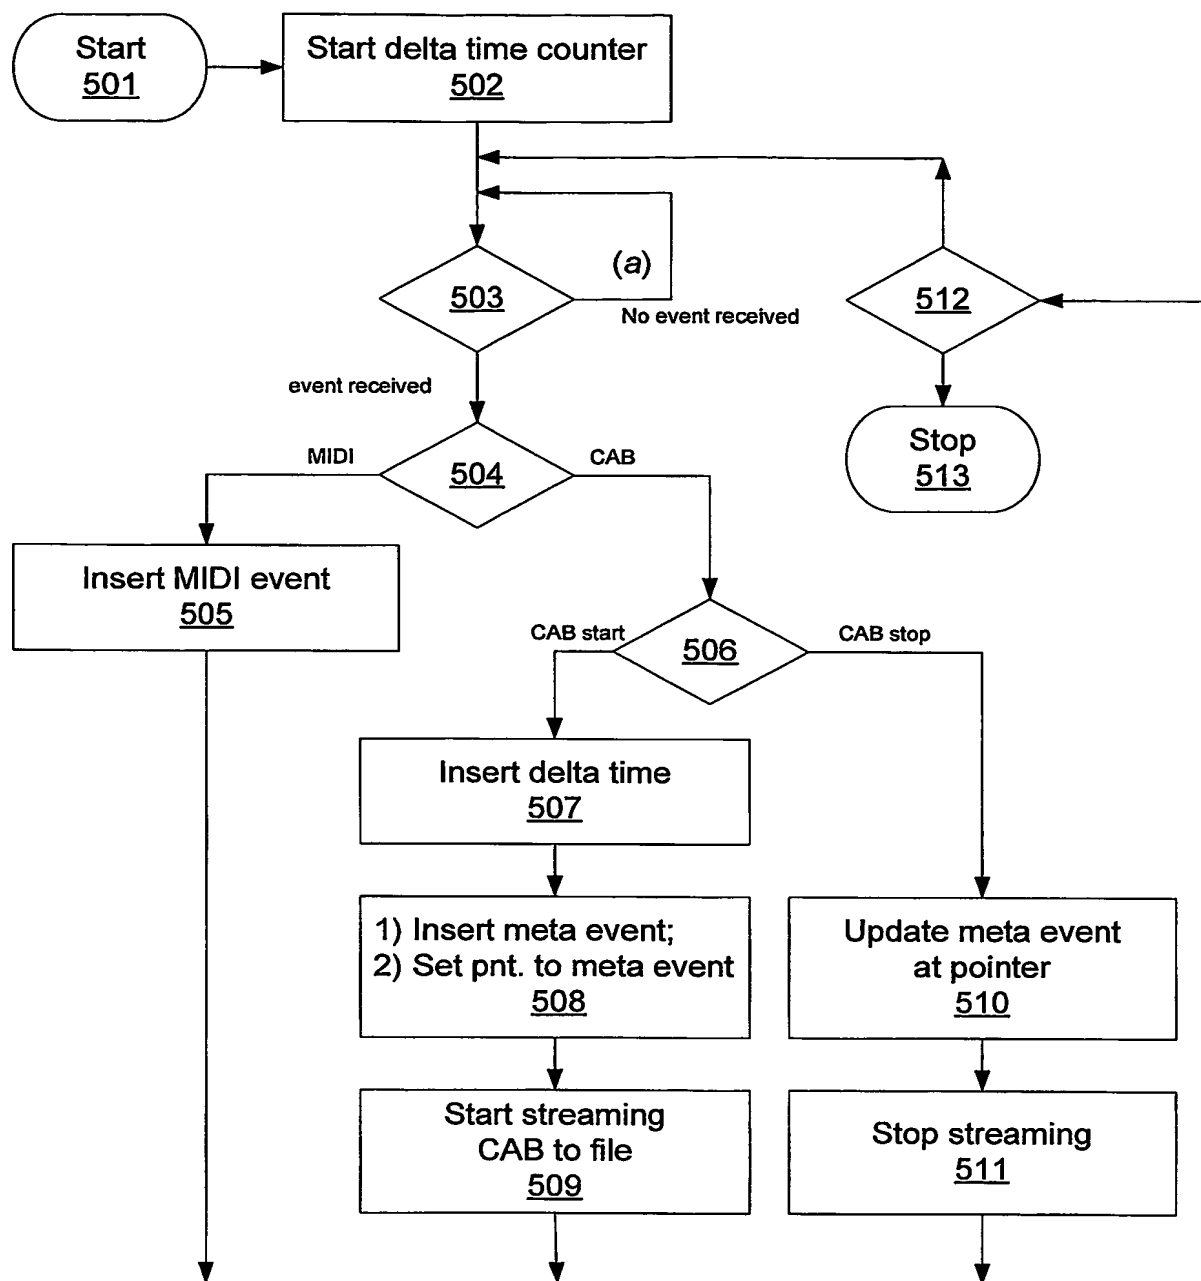 Start
501
Start delta time counter
502
(a)
503
No event received
512
event received
Stop
513
MIDI
504
CAB
Insert MIDI event
505
CAB start
506
CAB stop
Insert delta time
507
1) Insert meta event;
2) Set pnt. to meta event
508
Update meta event
at pointer
510
Start streaming
CAB to file
509
Stop streaming
511